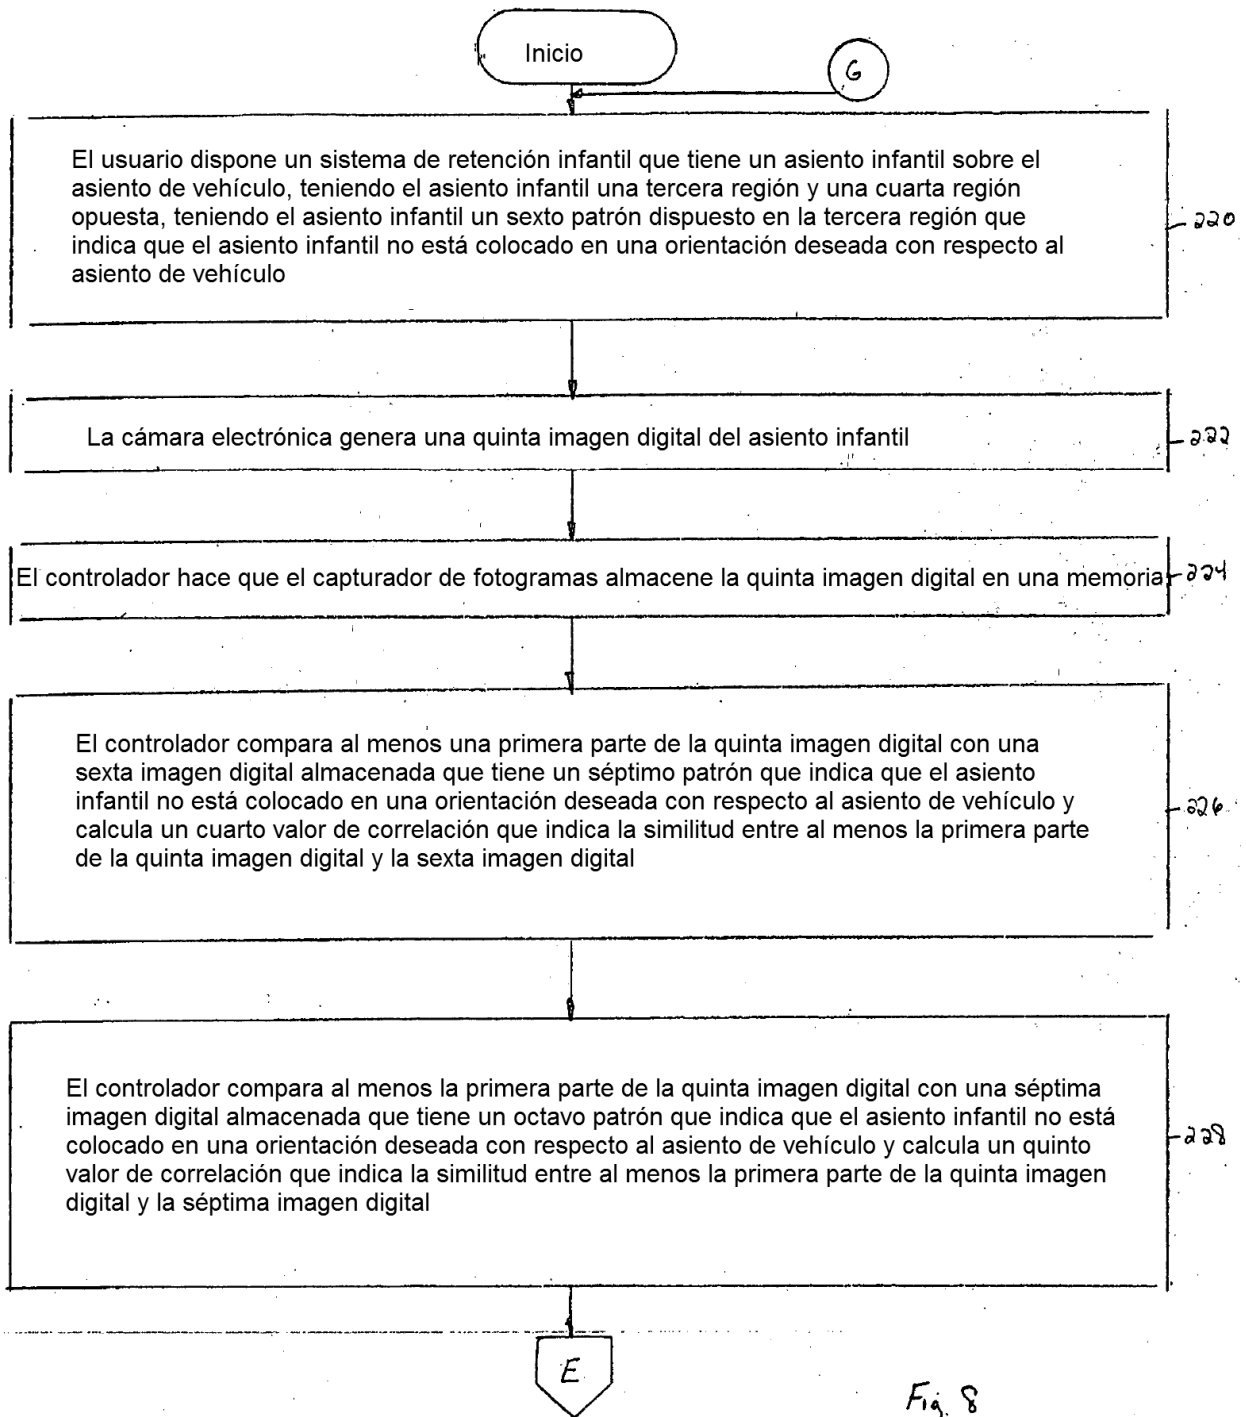 Inicio
G
El usuario dispone un sistema de retención infantil que tiene un asiento infantil sobre el
asiento de vehículo, teniendo el asiento infantil una tercera región y una cuarta región
opuesta, teniendo el asiento infantil un sexto patrón dispuesto en la tercera región que
indica que el asiento infantil no está colocado en una orientación deseada con respecto al
asiento de vehículo
220
La cámara electrónica genera una quinta imagen digital del asiento infantil
222
El controlador hace que el capturador de fotogramas almacene la quinta imagen digital en una memoria
224
El controlador compara al menos una primera parte de la quinta imagen digital con una
sexta imagen digital almacenada que tiene un séptimo patrón que indica que el asiento
infantil no está colocado en una orientación deseada con respecto al asiento de vehículo y
calcula un cuarto valor de correlación que indica la similitud entre al menos la primera parte
de la quinta imagen digital y la sexta imagen digital
226
El controlador compara al menos la primera parte de la quinta imagen digital con una séptima
imagen digital almacenada que tiene un octavo patrón que indica que el asiento infantil no está
colocado en una orientación deseada con respecto al asiento de vehículo y calcula un quinto
valor de correlación que indica la similitud entre al menos la primera parte de la quinta imagen
digital y la séptima imagen digital
228
E
Fig. 8